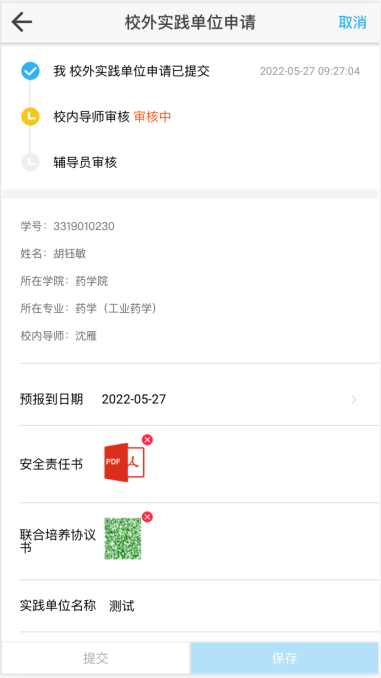 校外实践单位申请
取消
我 校外实践单位申请已提交
2022-05-27 09:27:04
校内导师审核 审核中
辅导员审核
学号：3319010230
姓名：胡钰敏
所在学院：药学院
所在专业：药学（工业药学）
校内导师：沈雁
预报到日期 2022-05-27
安全责任书
PDF
联合培养协议
书
实践单位名称 测试
提交
保存